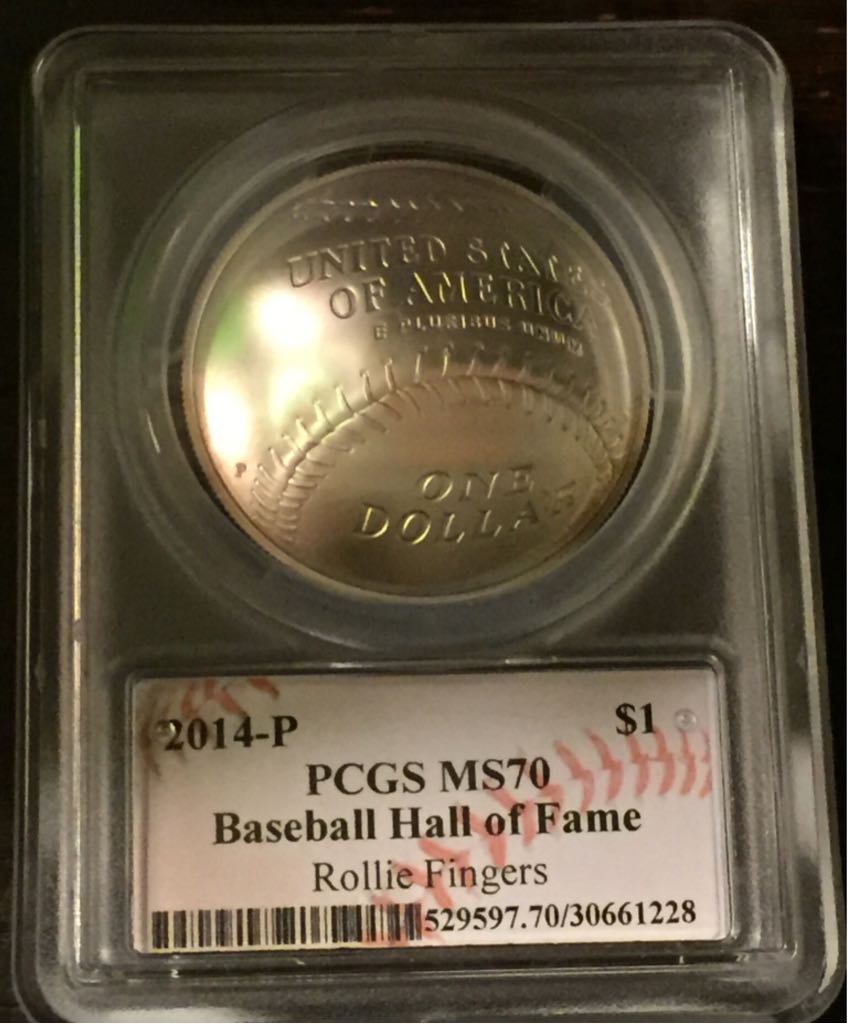 UNITED STATES
OF AMERICA
E PLURIBUS UNUM
P
ONE
DOLLAR
2014-P $1
PCGS MS70
Baseball Hall of Fame
Rollie Fingers
529597.70/30661228